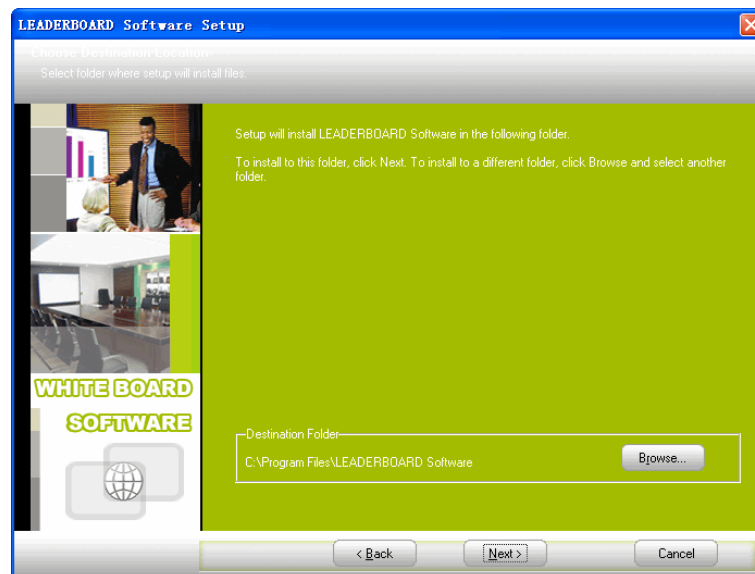 LEADERBOARD Software Setup
Choose Destination Location
Select folder where setup will install files.
Setup will install LEADERBOARD Software in the following folder.
To install to this folder, click Next. To install to a different folder, click Browse and select another
folder.
WHITE BOARD
SOFTWARE
Destination Folder
C:\Program Files\LEADERBOARD Software
Browse...
< Back
Next >
Cancel